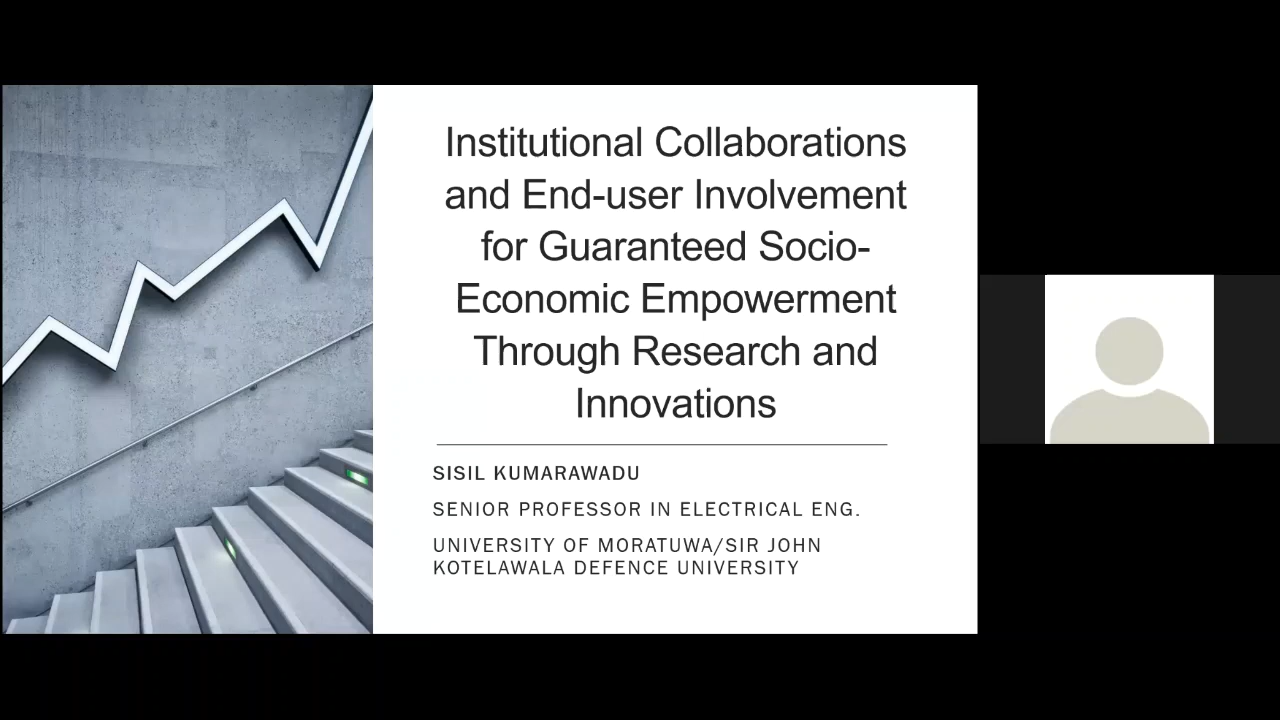 Institutional Collaborations
and End-user Involvement
for Guaranteed Socio-
Economic Empowerment
Through Research and
Innovations
SISIL KUMARAWADU
SENIOR PROFESSOR IN ELECTRICAL ENG.
UNIVERSITY OF MORATUWA/SIR JOHN
KOTELAWALA DEFENCE UNIVERSITY